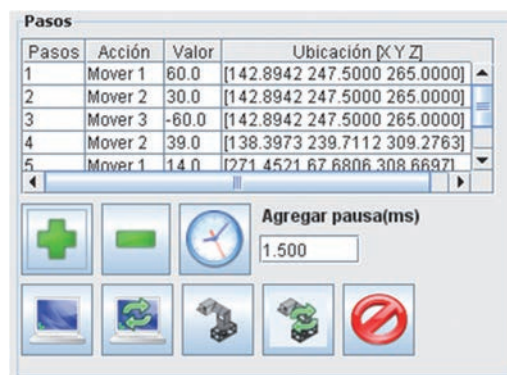 Pasos
Pasos Acción Valor Ubicación [X Y Z]
1 Mover 1 60.0 [142.8942 247.5000 265.0000]
2 Mover 2 30.0 [142.8942 247.5000 265.0000]
3 Mover 3 -60.0 [142.8942 247.5000 265.0000]
4 Mover 2 39.0 [138.3973 239.7112 309.2763]
5 Mover 1 14.0 [271.4521 67.6806 308.6697]
Agregar pausa(ms)
1.500